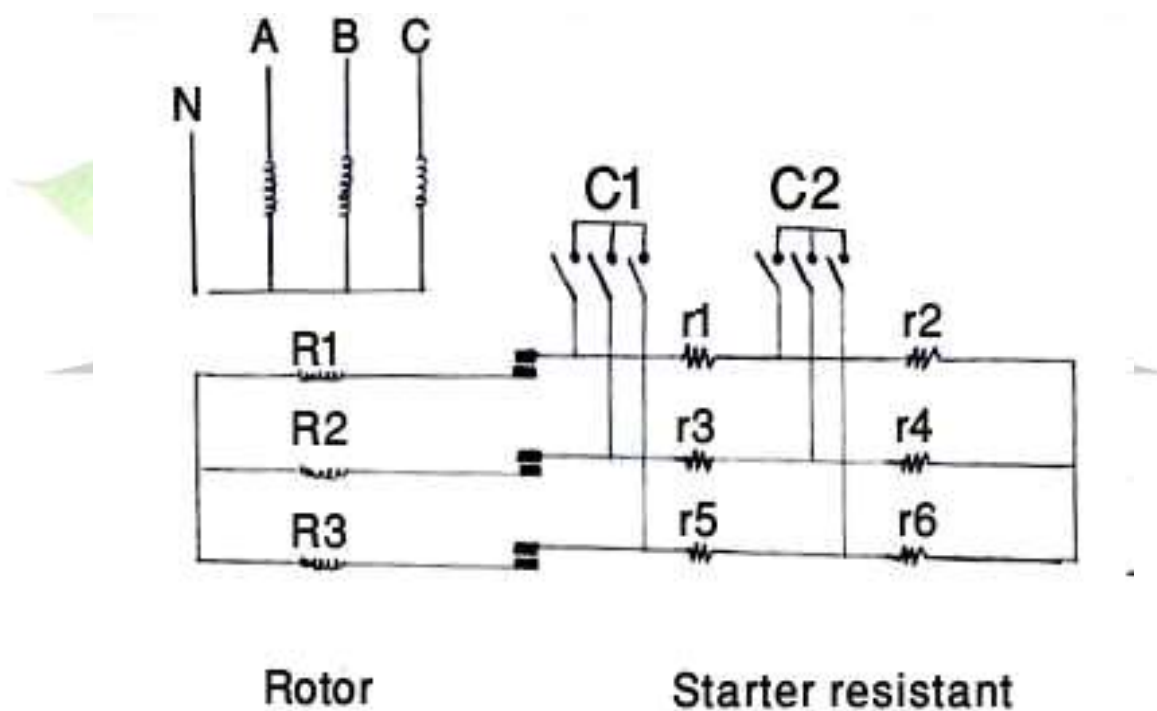 A B C
N
C1 C2
r1 r2
R1
R2 r3 r4
R3 r5 r6
Rotor Starter resistant